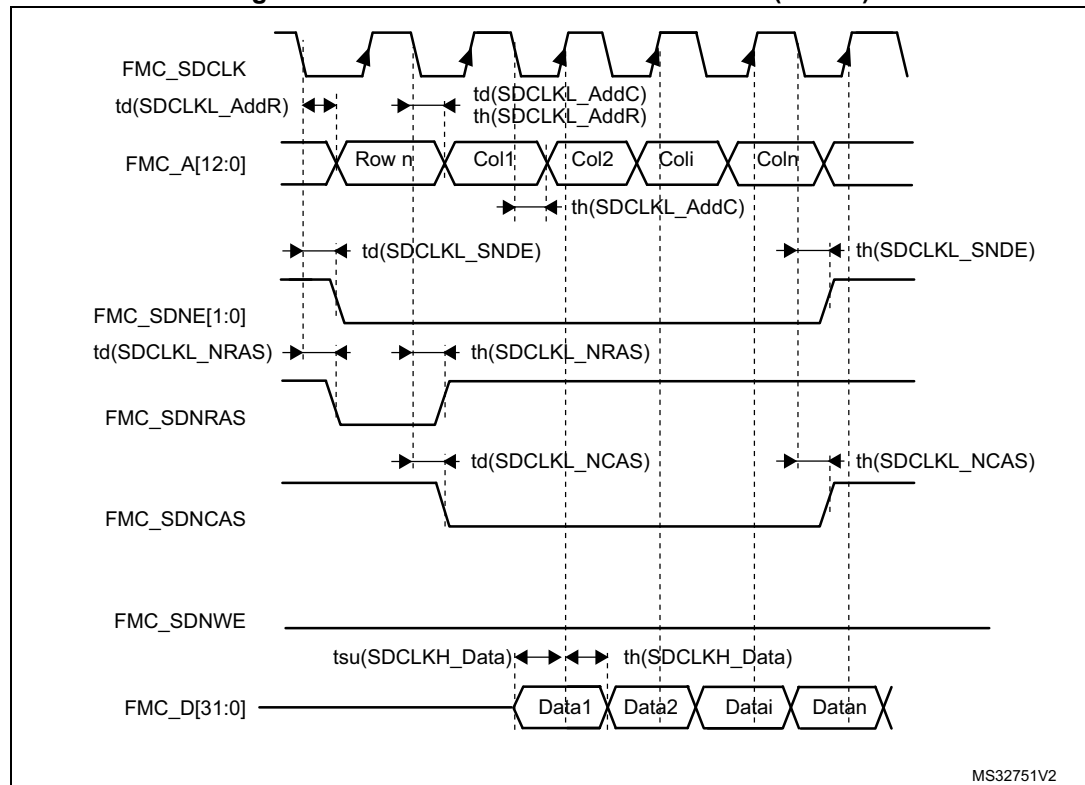 FMC_SDCLK
td(SDCLKL_AddR)
td(SDCLKL_AddC)
th(SDCLKL_AddR)
FMC_A[12:0]
Row n
Col1
Col2
Coli
Coln
th(SDCLKL_AddC)
td(SDCLKL_SNDE)
th(SDCLKL_SNDE)
FMC_SDNE[1:0]
td(SDCLKL_NRAS)
th(SDCLKL_NRAS)
FMC_SDNRAS
td(SDCLKL_NCAS)
th(SDCLKL_NCAS)
FMC_SDNCAS
FMC_SDNWE
tsu(SDCLKH_Data)
th(SDCLKH_Data)
FMC_D[31:0]
Data1
Data2
Datai
Datan
MS32751V2